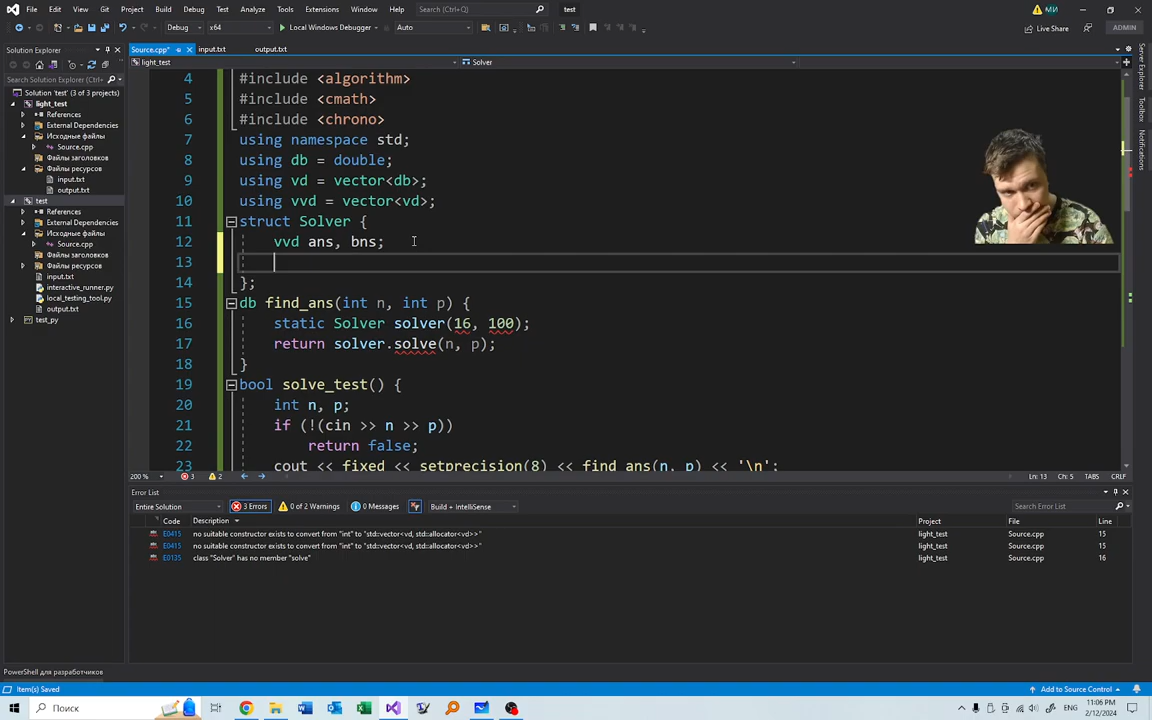 File Edit View Git Project Build Debug Test Analyze Tools Extensions Window Help Search (Ctrl+Q) test МИ
Debug x64 Local Windows Debugger Auto Live Share ADMIN
Solution Explorer
Search Solution Explorer (Ctrl+;)
Solution 'test' (3 of 3 projects)
light_test
References
External Dependencies
Исходные файлы
Source.cpp
Файлы заголовков
Файлы ресурсов
input.txt
output.txt
test
References
External Dependencies
Исходные файлы
Source.cpp
Файлы заголовков
Файлы ресурсов
input.txt
interactive_runner.py
local_testing_tool.py
output.txt
test_py
PowerShell для разработчиков
Source.cpp* input.txt output.txt
light_test Solver
4 #include <algorithm>
5 #include <cmath>
6 #include <chrono>
7 using namespace std;
8 using db = double;
9 using vd = vector<db>;
10 using vvd = vector<vd>;
11 struct Solver {
12 vvd ans, bns;
13
14 };
15 db find_ans(int n, int p) {
16 static Solver solver(16, 100);
17 return solver.solve(n, p);
18 }
19 bool solve_test() {
20 int n, p;
21 if (!(cin >> n >> p))
22 return false;
23 cout << fixed << setprecision(8) << find_ans(n, p) << '\n';
200 % 3 2 Ln: 13 Ch: 5 TABS CRLF
Error List
Entire Solution 3 Errors 0 of 2 Warnings 0 Messages Build + IntelliSense Search Error List
Code Description Project File Line
E0415 no suitable constructor exists to convert from "int" to "std::vector<vd, std::allocator<vd>>" light_test Source.cpp 15
E0415 no suitable constructor exists to convert from "int" to "std::vector<vd, std::allocator<vd>>" light_test Source.cpp 15
E0135 class "Solver" has no member "solve" light_test Source.cpp 16
Server Explorer
Toolbox
Notifications
Item(s) Saved Add to Source Control
Поиск ENG 11:06 PM
2/12/2024